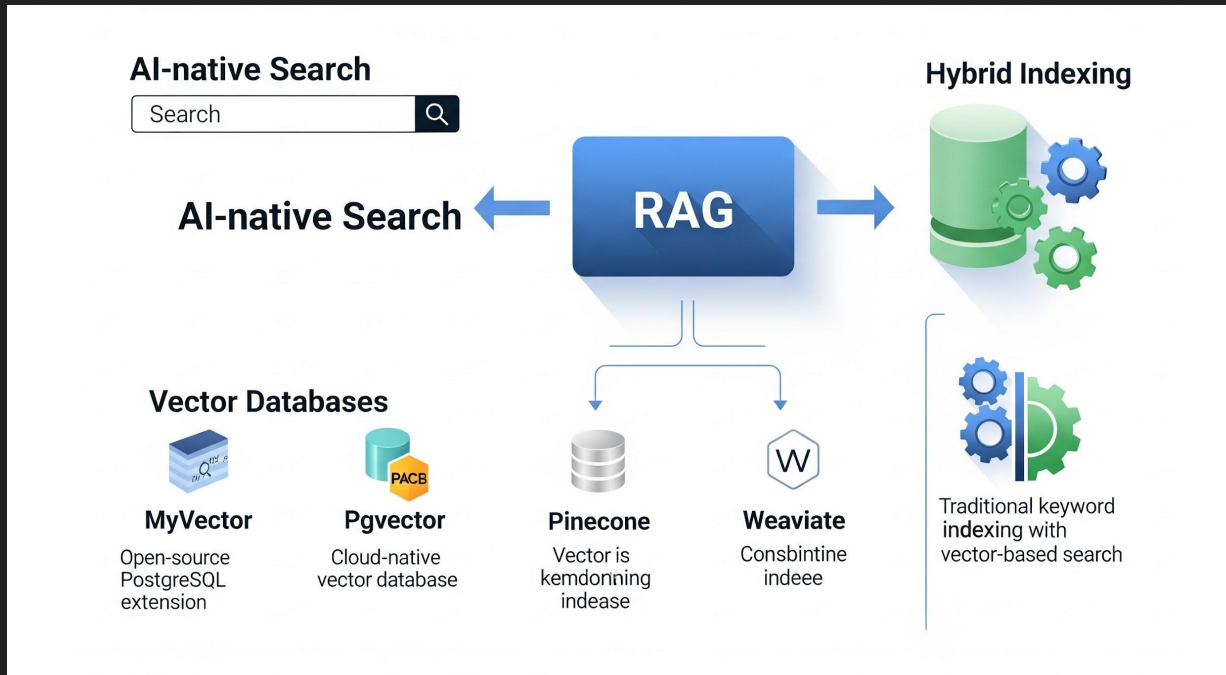 AI-native Search
Search
AI-native Search
RAG
Hybrid Indexing
Vector Databases
PACB
MyVector
Open-source
PostgreSQL
extension
Pgvector
Cloud-native
vector database
Pinecone
Vector is
kemdonning
indease
W
Weaviate
Consbintine
indeee
Traditional keyword
indexing with
vector-based search